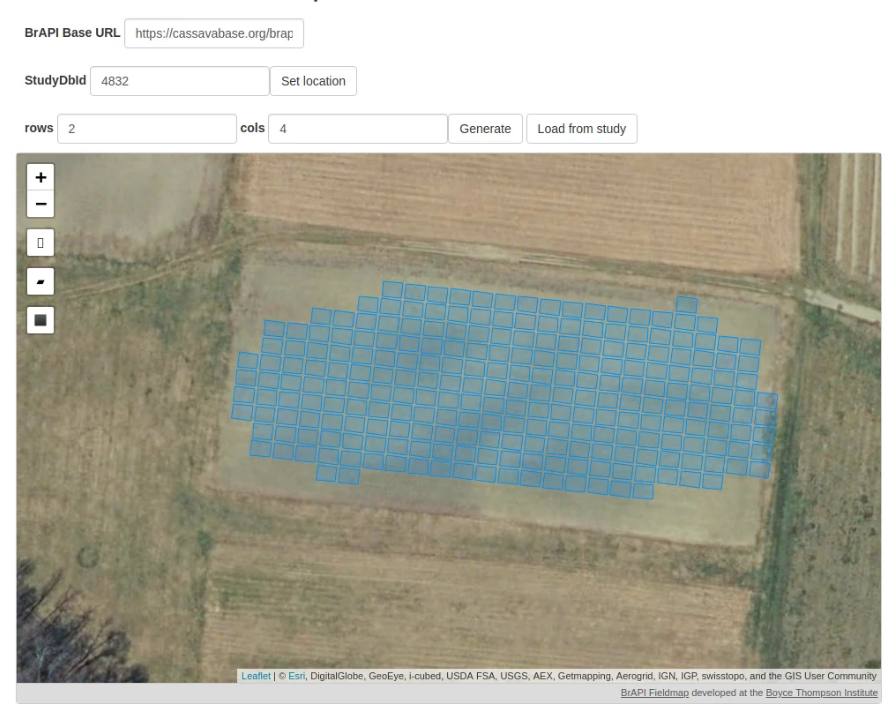 BrAPI Base URL https://cassavabase.org/brap
StudyDbId 4832 Set location
rows 2 cols 4 Generate Load from study
+
−
Leaflet | © Esri, DigitalGlobe, GeoEye, i-cubed, USDA FSA, USGS, AEX, Getmapping, Aerogrid, IGN, IGP, swisstopo, and the GIS User Community
BrAPI Fieldmap developed at the Boyce Thompson Institute